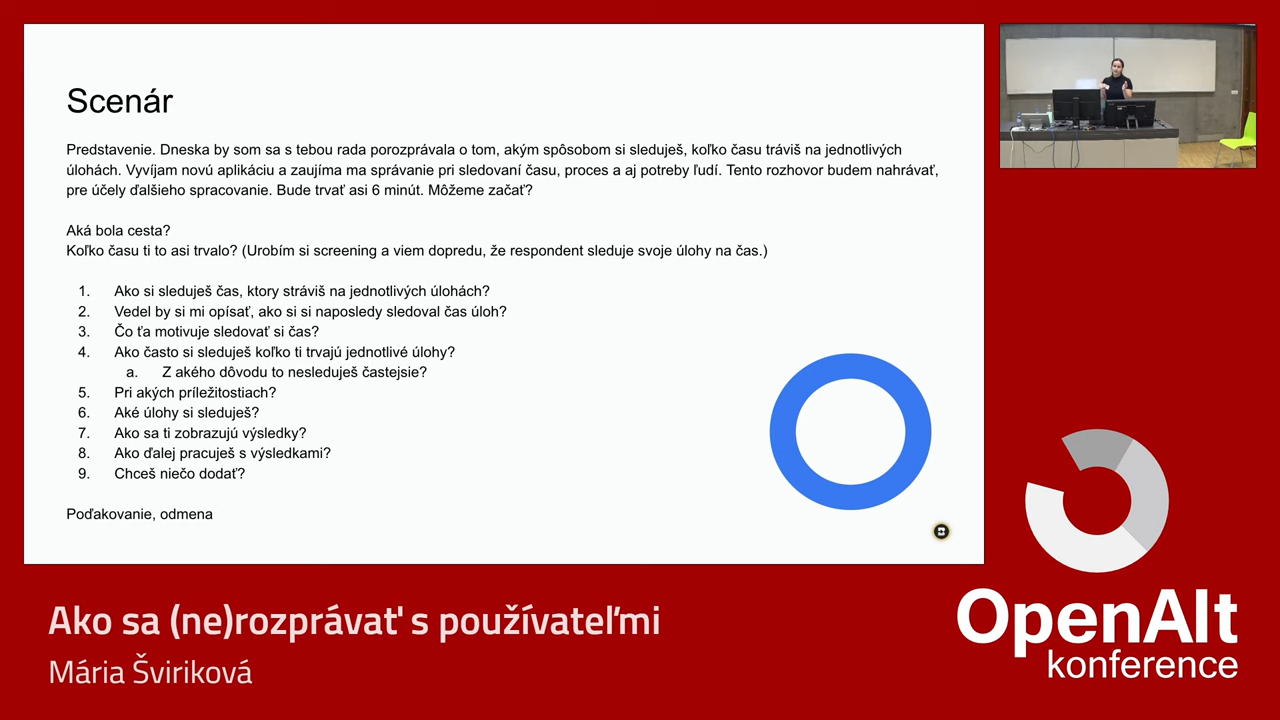 Scenár
Predstavenie. Dneska by som sa s tebou rada porozprávala o tom, akým spôsobom si sleduješ, koľko času tráviš na jednotlivých
úlohách. Vyvíjam novú aplikáciu a zaujíma ma správanie pri sledovaní času, proces a aj potreby ľudí. Tento rozhovor budem nahrávať,
pre účely ďalšieho spracovanie. Bude trvať asi 6 minút. Môžeme začať?
Aká bola cesta?
Koľko času ti to asi trvalo? (Urobím si screening a viem dopredu, že respondent sleduje svoje úlohy na čas.)
1. Ako si sleduješ čas, ktory stráviš na jednotlivých úlohách?
2. Vedel by si mi opísať, ako si si naposledy sledoval čas úloh?
3. Čo ťa motivuje sledovať si čas?
4. Ako často si sleduješ koľko ti trvajú jednotlivé úlohy?
a. Z akého dôvodu to nesleduješ častejsie?
5. Pri akých príležitostiach?
6. Aké úlohy si sleduješ?
7. Ako sa ti zobrazujú výsledky?
8. Ako ďalej pracuješ s výsledkami?
9. Chceš niečo dodať?
Poďakovanie, odmena
Ako sa (ne)rozprávať s používateľmi
Mária Šviriková
OpenAlt
konference